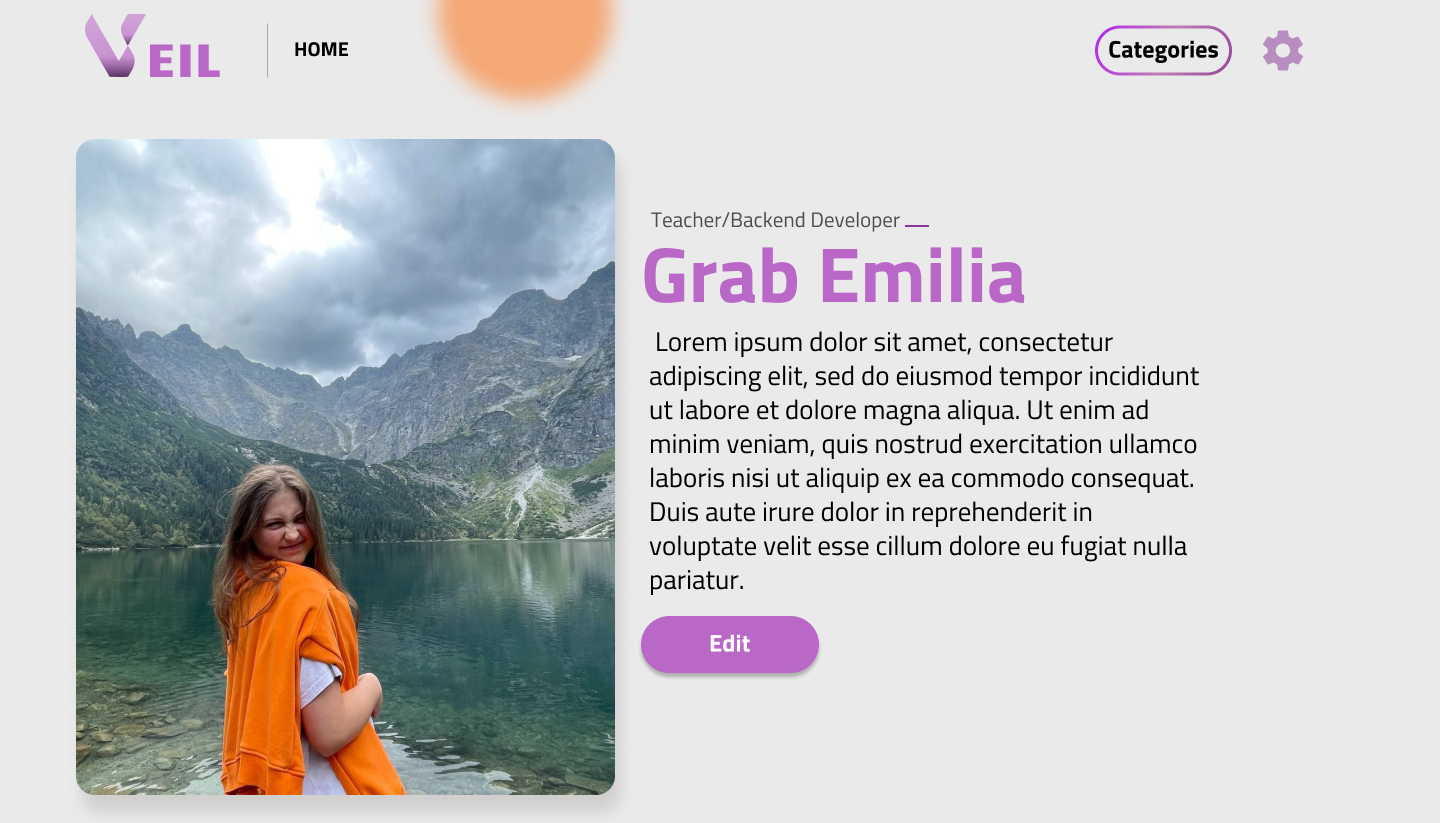 VEIL
HOME
Categories
Teacher/Backend Developer
Grab Emilia
Lorem ipsum dolor sit amet, consectetur
adipiscing elit, sed do eiusmod tempor incididunt
ut labore et dolore magna aliqua. Ut enim ad
minim veniam, quis nostrud exercitation ullamco
laboris nisi ut aliquip ex ea commodo consequat.
Duis aute irure dolor in reprehenderit in
voluptate velit esse cillum dolore eu fugiat nulla
pariatur.
Edit